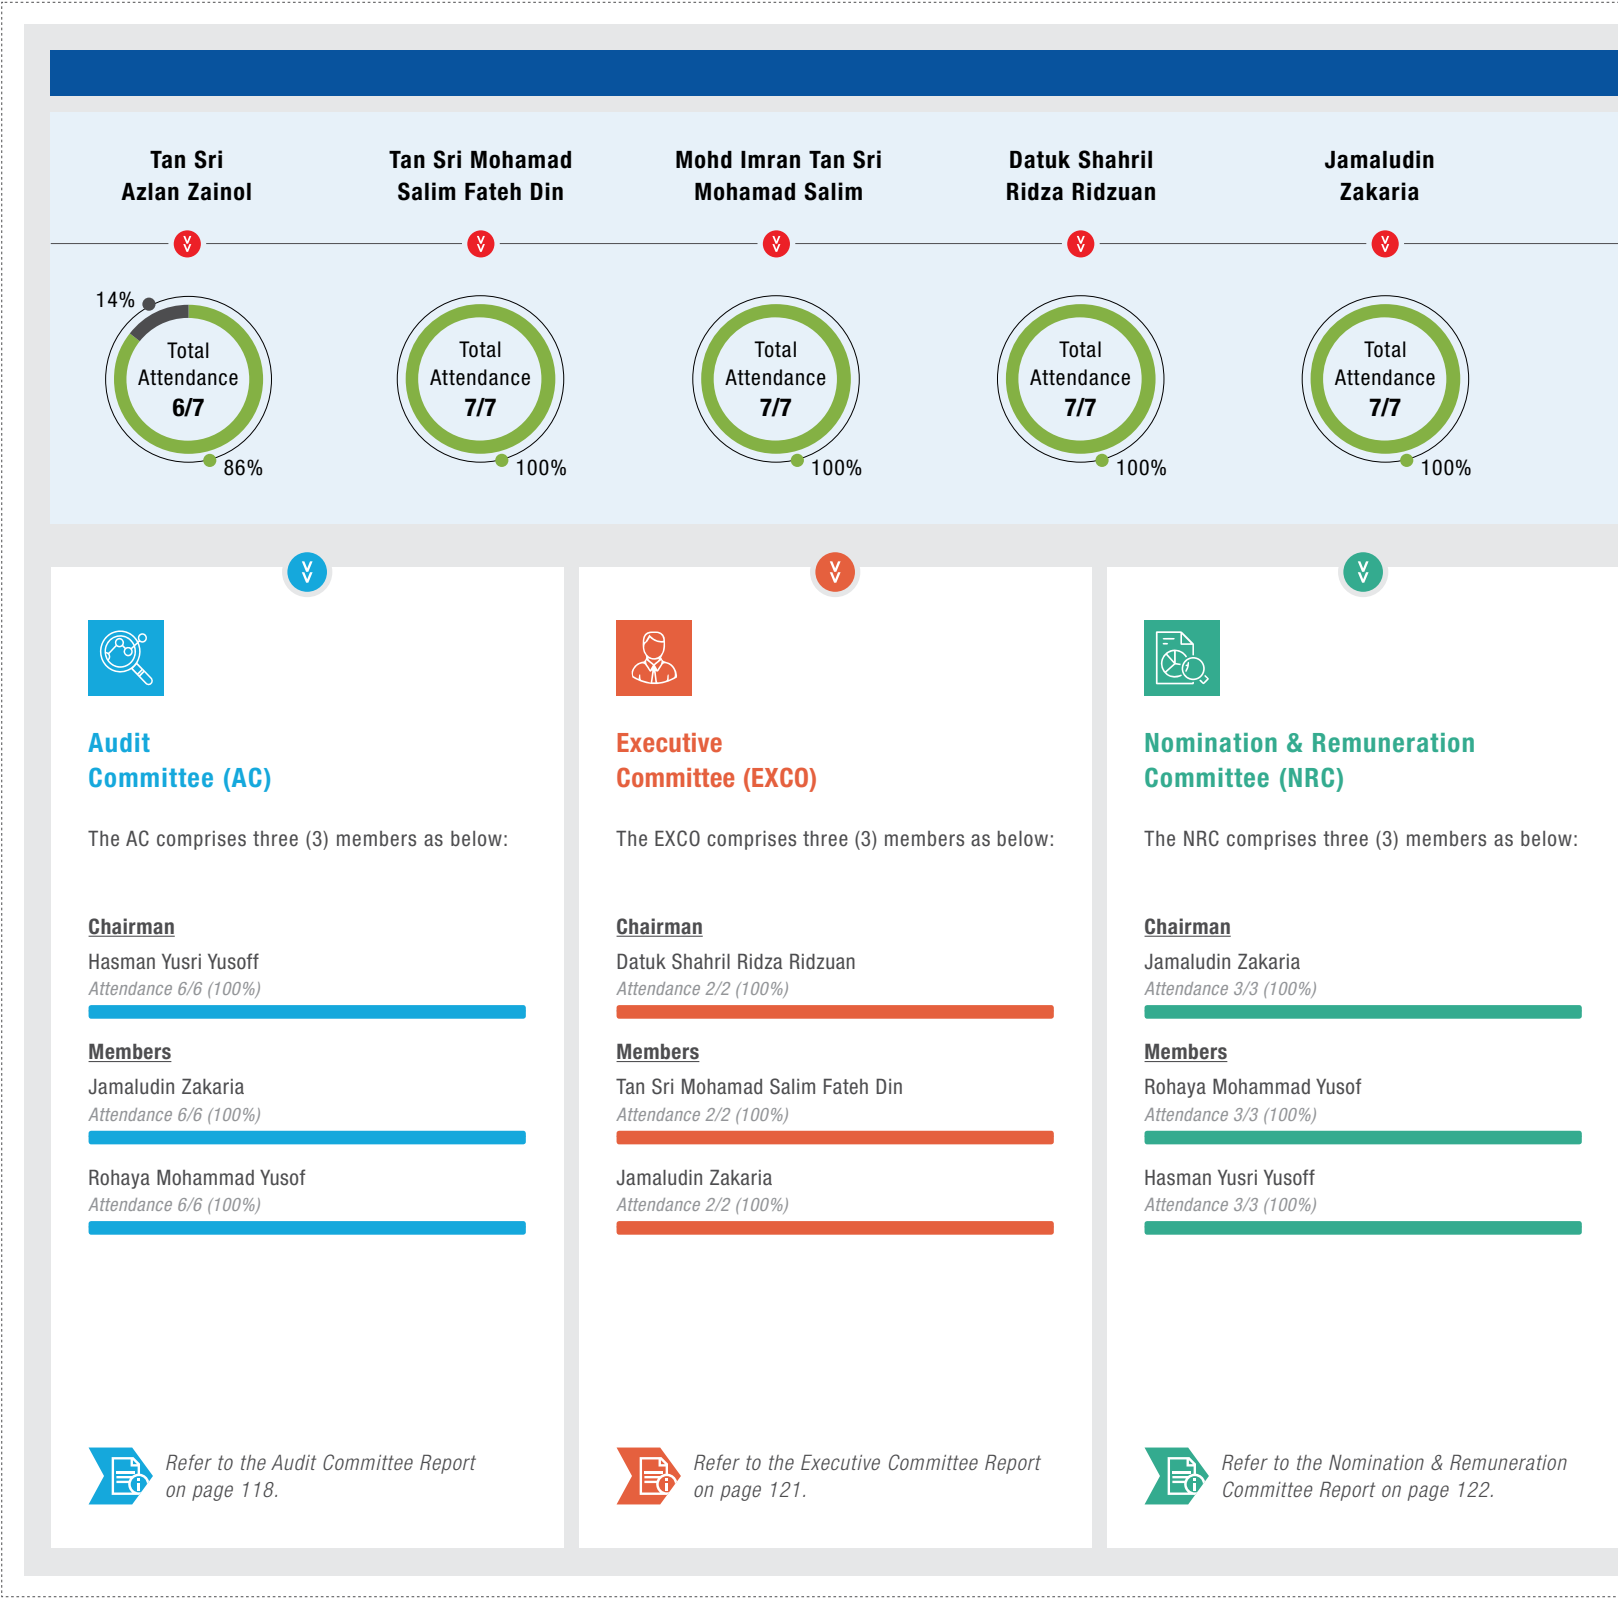 Tan Sri
Azlan Zainol
Tan Sri Mohamad
Salim Fateh Din
Mohd Imran Tan Sri
Mohamad Salim
Datuk Shahril
Ridza Ridzuan
Jamaludin
Zakaria
14%
Total
Attendance
6/7
86%
Total
Attendance
7/7
100%
Total
Attendance
7/7
100%
Total
Attendance
7/7
100%
Total
Attendance
7/7
100%
Audit
Committee (AC)
The AC comprises three (3) members as below:
Chairman
Hasman Yusri Yusoff
Attendance 6/6 (100%)
Members
Jamaludin Zakaria
Attendance 6/6 (100%)
Rohaya Mohammad Yusof
Attendance 6/6 (100%)
Refer to the Audit Committee Report
on page 118.
Executive
Committee (EXCO)
The EXCO comprises three (3) members as below:
Chairman
Datuk Shahril Ridza Ridzuan
Attendance 2/2 (100%)
Members
Tan Sri Mohamad Salim Fateh Din
Attendance 2/2 (100%)
Jamaludin Zakaria
Attendance 2/2 (100%)
Refer to the Executive Committee Report
on page 121.
Nomination & Remuneration
Committee (NRC)
The NRC comprises three (3) members as below:
Chairman
Jamaludin Zakaria
Attendance 3/3 (100%)
Members
Rohaya Mohammad Yusof
Attendance 3/3 (100%)
Hasman Yusri Yusoff
Attendance 3/3 (100%)
Refer to the Nomination & Remuneration
Committee Report on page 122.